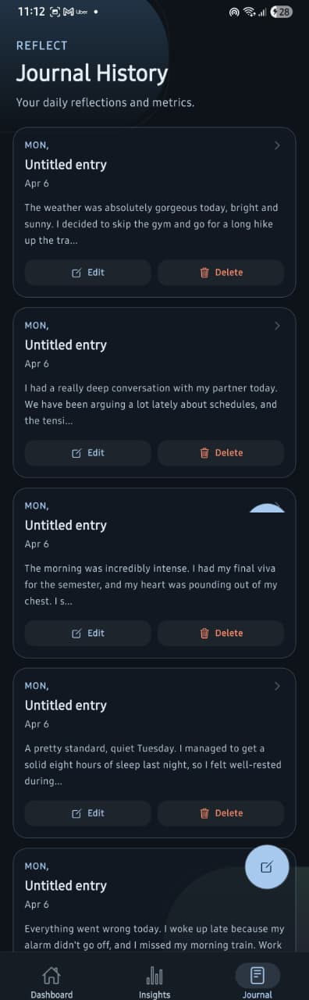 11:12 Uber 28
REFLECT
Journal History
Your daily reflections and metrics.
MON,
Untitled entry
Apr 6
The weather was absolutely gorgeous today, bright and
sunny. I decided to skip the gym and go for a long hike
up the tra...
Edit Delete
MON,
Untitled entry
Apr 6
I had a really deep conversation with my partner today.
We have been arguing a lot lately about schedules, and
the tensi...
Edit Delete
MON,
Untitled entry
Apr 6
The morning was incredibly intense. I had my final viva
for the semester, and my heart was pounding out of my
chest. I s...
Edit Delete
MON,
Untitled entry
Apr 6
A pretty standard, quiet Tuesday. I managed to get a
solid eight hours of sleep last night, so I felt well-rested
during...
Edit Delete
MON,
Untitled entry
Apr 6
Everything went wrong today. I woke up late because my
alarm didn't go off, and I missed my morning train. Work
Dashboard Insights Journal